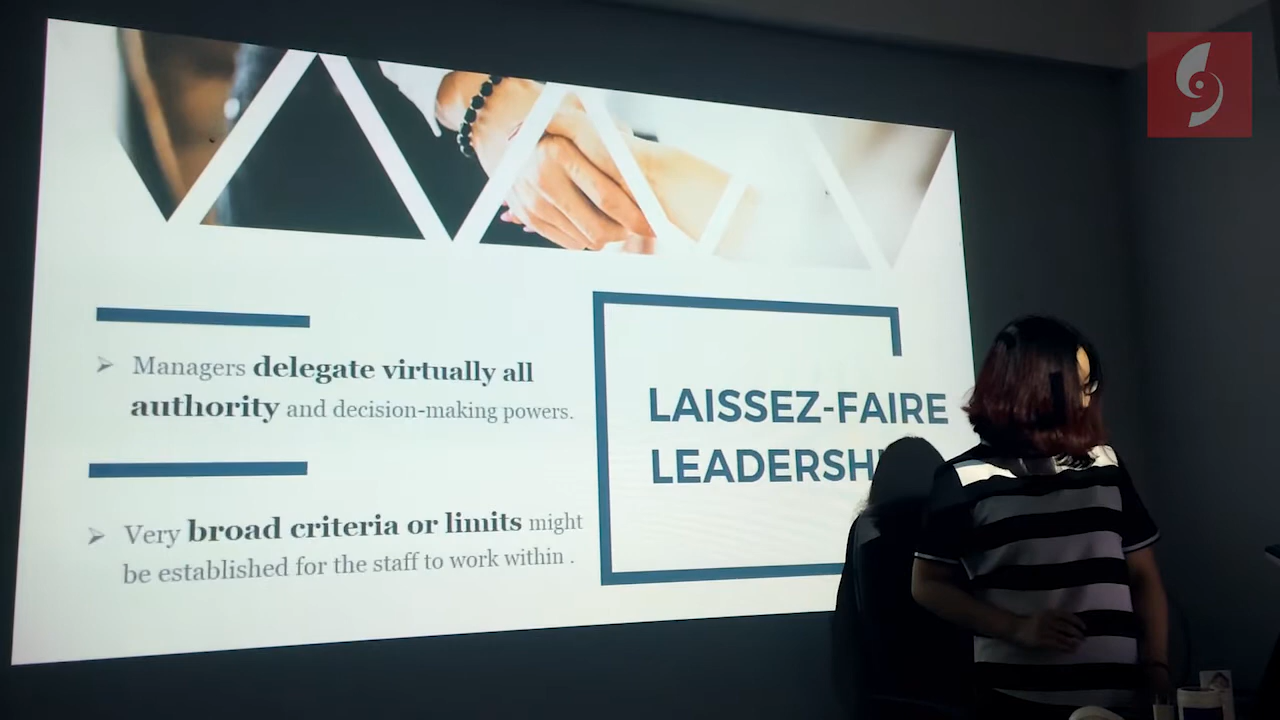 Managers delegate virtually all
authority and decision-making powers.
Very broad criteria or limits might
be established for the staff to work within .
LAISSEZ-FAIRE
LEADERSH